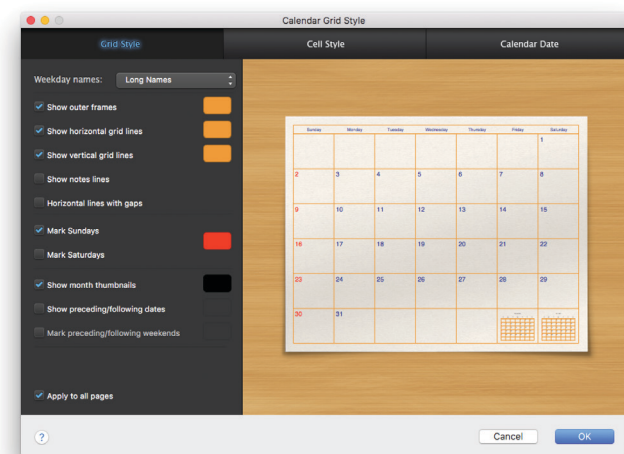 Calendar Grid Style
Grid Style Cell Style Calendar Date
Weekday names: Long Names
Show outer frames
Show horizontal grid lines
Show vertical grid lines
Show notes lines
Horizontal lines with gaps
Mark Sundays
Mark Saturdays
Show month thumbnails
Show preceding/following dates
Mark preceding/following weekends
Apply to all pages
Sunday Monday Tuesday Wednesday Thursday Friday Saturday
1
2 3 4 5 6 7 8
9 10 11 12 13 14 15
16 17 18 19 20 21 22
23 24 25 26 27 28 29
30 31
? Cancel OK